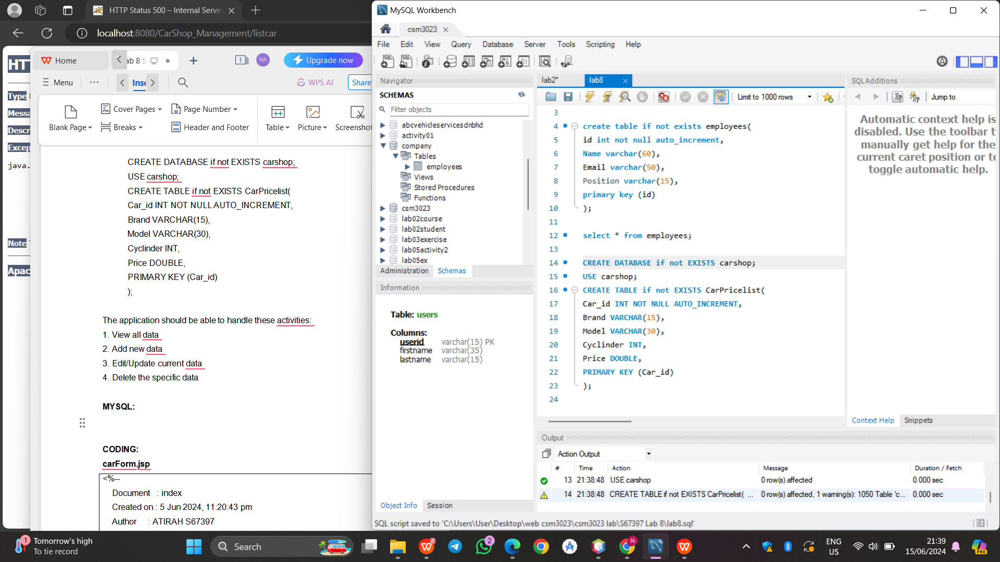 HTTP Status 500 – Internal Server
localhost:8080/CarShop_Management/listcar
HT
Type
Messa
Descr
Excep
java.
Note
Apac
Home
ab 8 S
1
NA
Upgrade now
Menu
Inse
WPS AI
Share
Blank Page
Cover Pages
Breaks
Page Number
Header and Footer
Table
Picture
Screenshot
CREATE DATABASE if not EXISTS carshop;
USE carshop;
CREATE TABLE if not EXISTS CarPricelist(
Car_id INT NOT NULL AUTO_INCREMENT,
Brand VARCHAR(15),
Model VARCHAR(30),
Cyclinder INT,
Price DOUBLE,
PRIMARY KEY (Car_id)
);
The application should be able to handle these activities:
1. View all data
2. Add new data
3. Edit/Update current data
4. Delete the specific data
MYSQL:
CODING:
carForm.jsp
<%--
Document : index
Created on : 5 Jun 2024, 11:20:43 pm
Author : ATIRAH S67397
MySQL Workbench
csm3023
File Edit View Query Database Server Tools Scripting Help
Navigator
SCHEMAS
Filter objects
abcvehicleservicesdnbhd
activity01
company
Tables
employees
Views
Stored Procedures
Functions
csm3023
lab02course
lab02student
lab03exercise
lab05activity2
lab05ex
Administration Schemas
Information
Table: users
Columns:
userid varchar(15) PK
firstname varchar(35)
lastname varchar(15)
Object Info Session
lab2* lab8
Limit to 1000 rows
3
4 create table if not exists employees(
5 id int not null auto_increment,
6 Name varchar(60),
7 Email varchar(50),
8 Position varchar(15),
9 primary key (id)
10 );
11
12 select * from employees;
13
14 CREATE DATABASE if not EXISTS carshop;
15 USE carshop;
16 CREATE TABLE if not EXISTS CarPricelist(
17 Car_id INT NOT NULL AUTO_INCREMENT,
18 Brand VARCHAR(15),
19 Model VARCHAR(30),
20 Cyclinder INT,
21 Price DOUBLE,
22 PRIMARY KEY (Car_id)
23 );
24
SQLAdditions
Jump to
Automatic context help is
disabled. Use the toolbar t
manually get help for the
current caret position or to
toggle automatic help.
Context Help Snippets
Output
Action Output
# Time Action Message Duration / Fetch
13 21:38:48 USE carshop 0 row(s) affected 0.000 sec
14 21:38:48 CREATE TABLE if not EXISTS CarPricelist( ... 0 row(s) affected, 1 warning(s): 1050 Table 'c... 0.000 sec
SQL script saved to 'C:\Users\User\Desktop\web csm3023\csm3023 lab\S67397 Lab 8\lab8.sql'
1
Tomorrow's high
To tie record
Search
2
N
ENG
US
21:39
15/06/2024
PRE